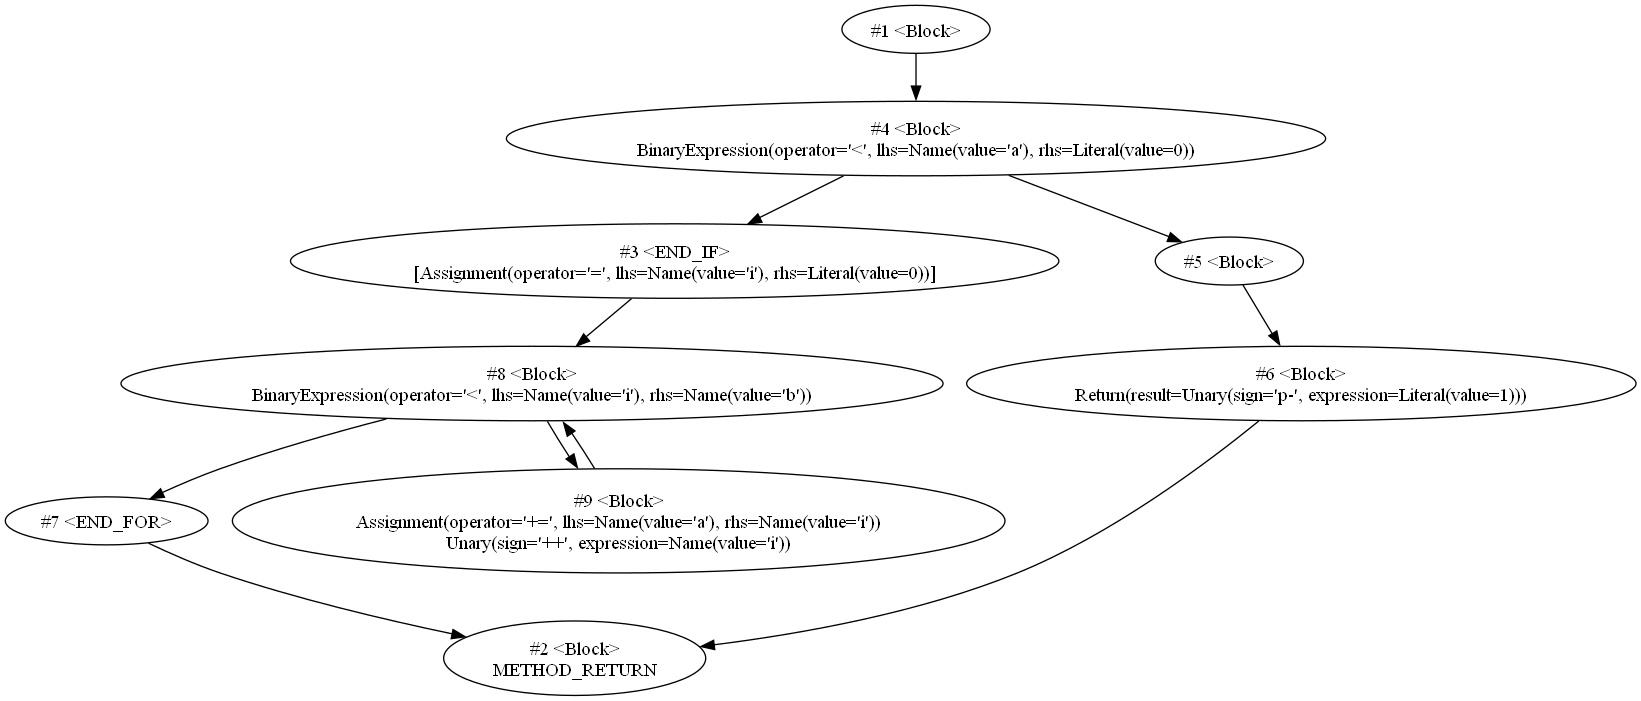 #1 <Block>
#4 <Block>
BinaryExpression(operator='<', lhs=Name(value='a'), rhs=Literal(value=0))
#3 <END_IF>
[Assignment(operator='=', lhs=Name(value='i'), rhs=Literal(value=0))]
#5 <Block>
#8 <Block>
BinaryExpression(operator='<', lhs=Name(value='i'), rhs=Name(value='b'))
#6 <Block>
Return(result=Unary(sign='p-', expression=Literal(value=1)))
#7 <END_FOR>
#9 <Block>
Assignment(operator='+=', lhs=Name(value='a'), rhs=Name(value='i'))
Unary(sign='++', expression=Name(value='i'))
#2 <Block>
METHOD_RETURN